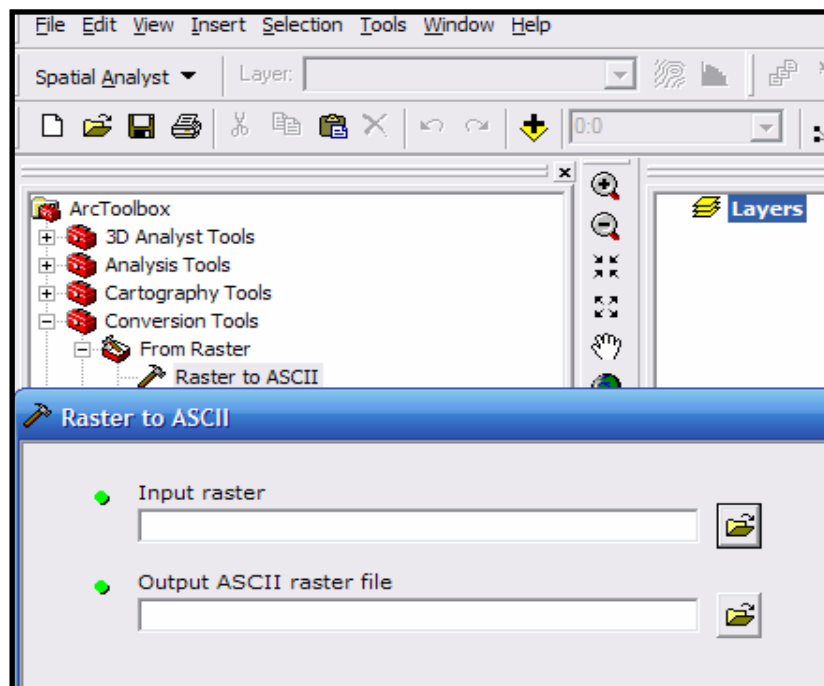 File Edit View Insert Selection Tools Window Help
Spatial Analyst Layer:
0:0
ArcToolbox
Layers
3D Analyst Tools
Analysis Tools
Cartography Tools
Conversion Tools
From Raster
Raster to ASCII
Raster to ASCII
Input raster
Output ASCII raster file